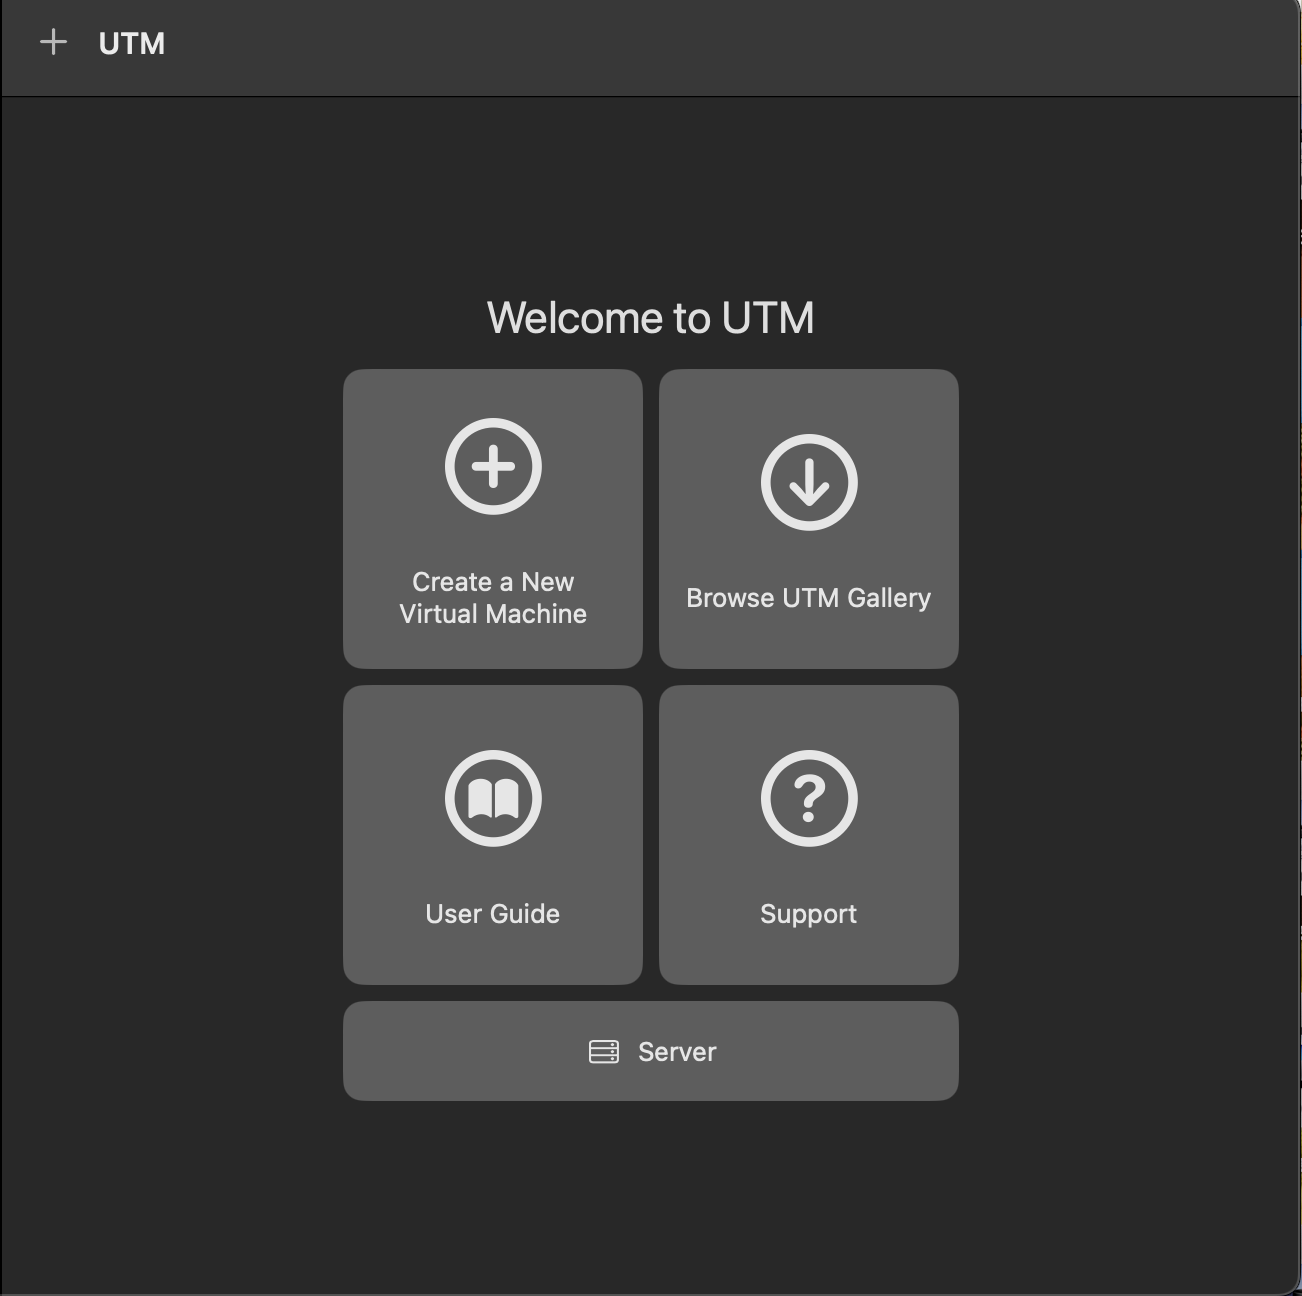 UTM
Welcome to UTM
Create a New
Virtual Machine
Browse UTM Gallery
User Guide
Support
Server